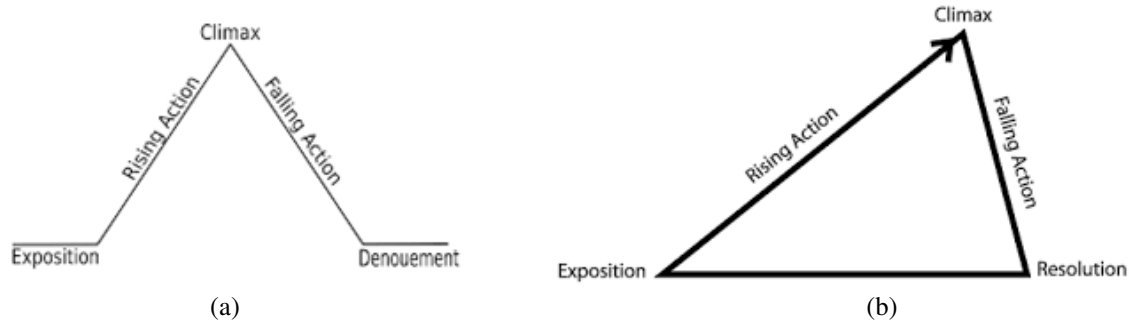 Climax
Rising Action
Falling Action
Exposition
Denouement
(a)
Climax
Rising Action
Falling Action
Exposition
Resolution
(b)